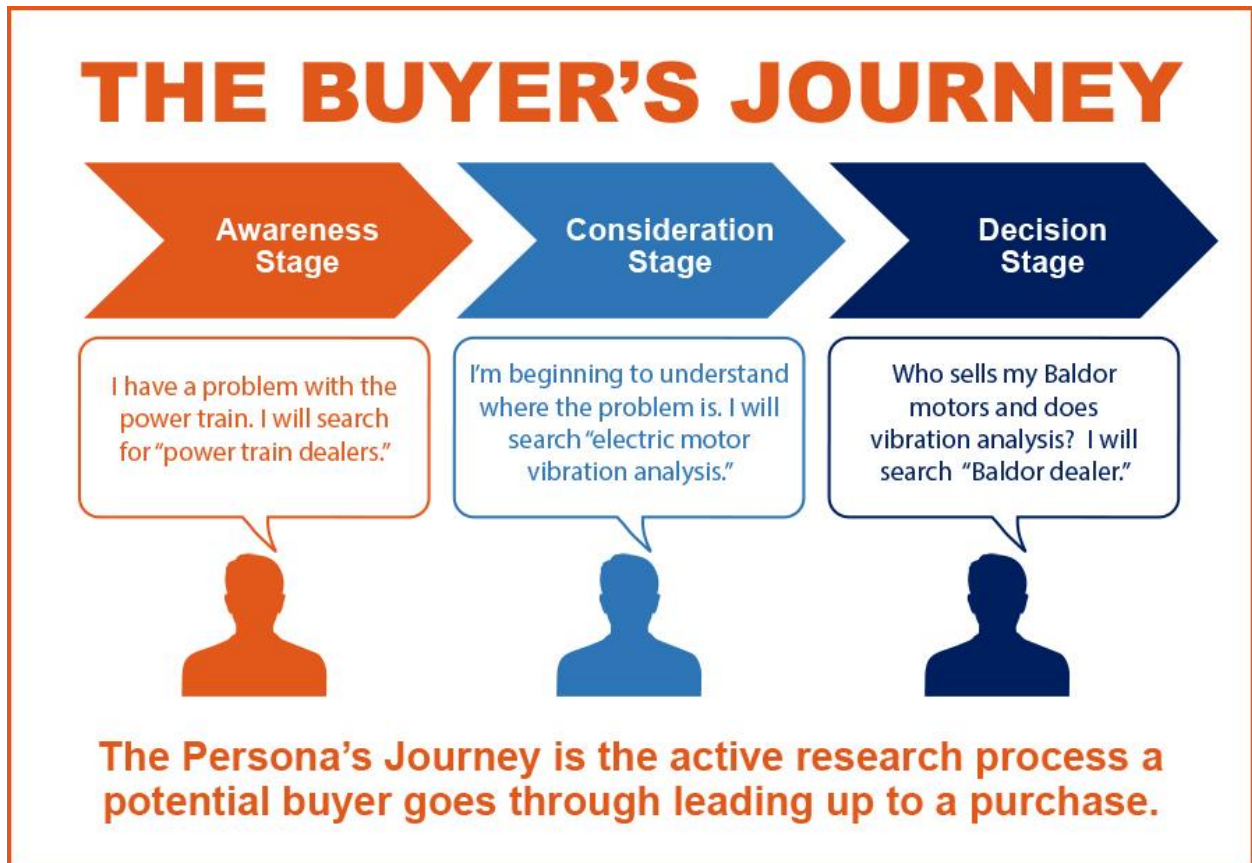 THE BUYER’S JOURNEY
Awareness
Stage
Consideration
Stage
Decision
Stage
I have a problem with the
power train. I will search
for “power train dealers.”
I’m beginning to understand
where the problem is. I will
search “electric motor
vibration analysis.”
Who sells my Baldor
motors and does
vibration analysis?  I will
search  “Baldor dealer.”
The Persona’s Journey is the active research process a
potential buyer goes through leading up to a purchase.